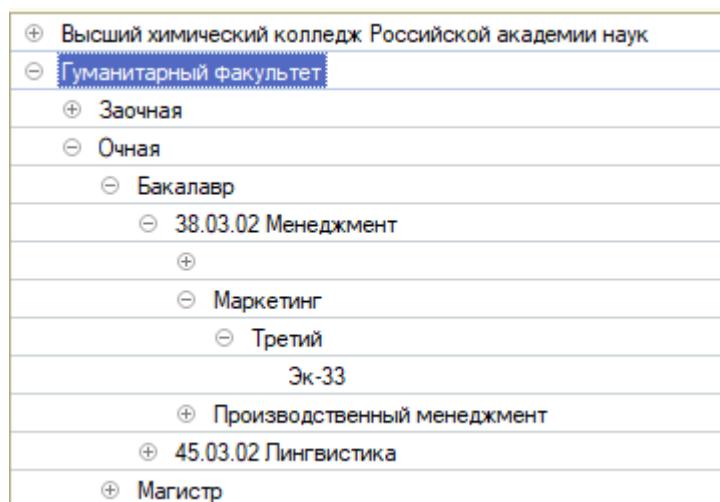 Высший химический колледж Российской академии наук
Гуманитарный факультет
Заочная
Очная
Бакалавр
38.03.02 Менеджмент
Маркетинг
Третий
Эк-33
Производственный менеджмент
45.03.02 Лингвистика
Магистр